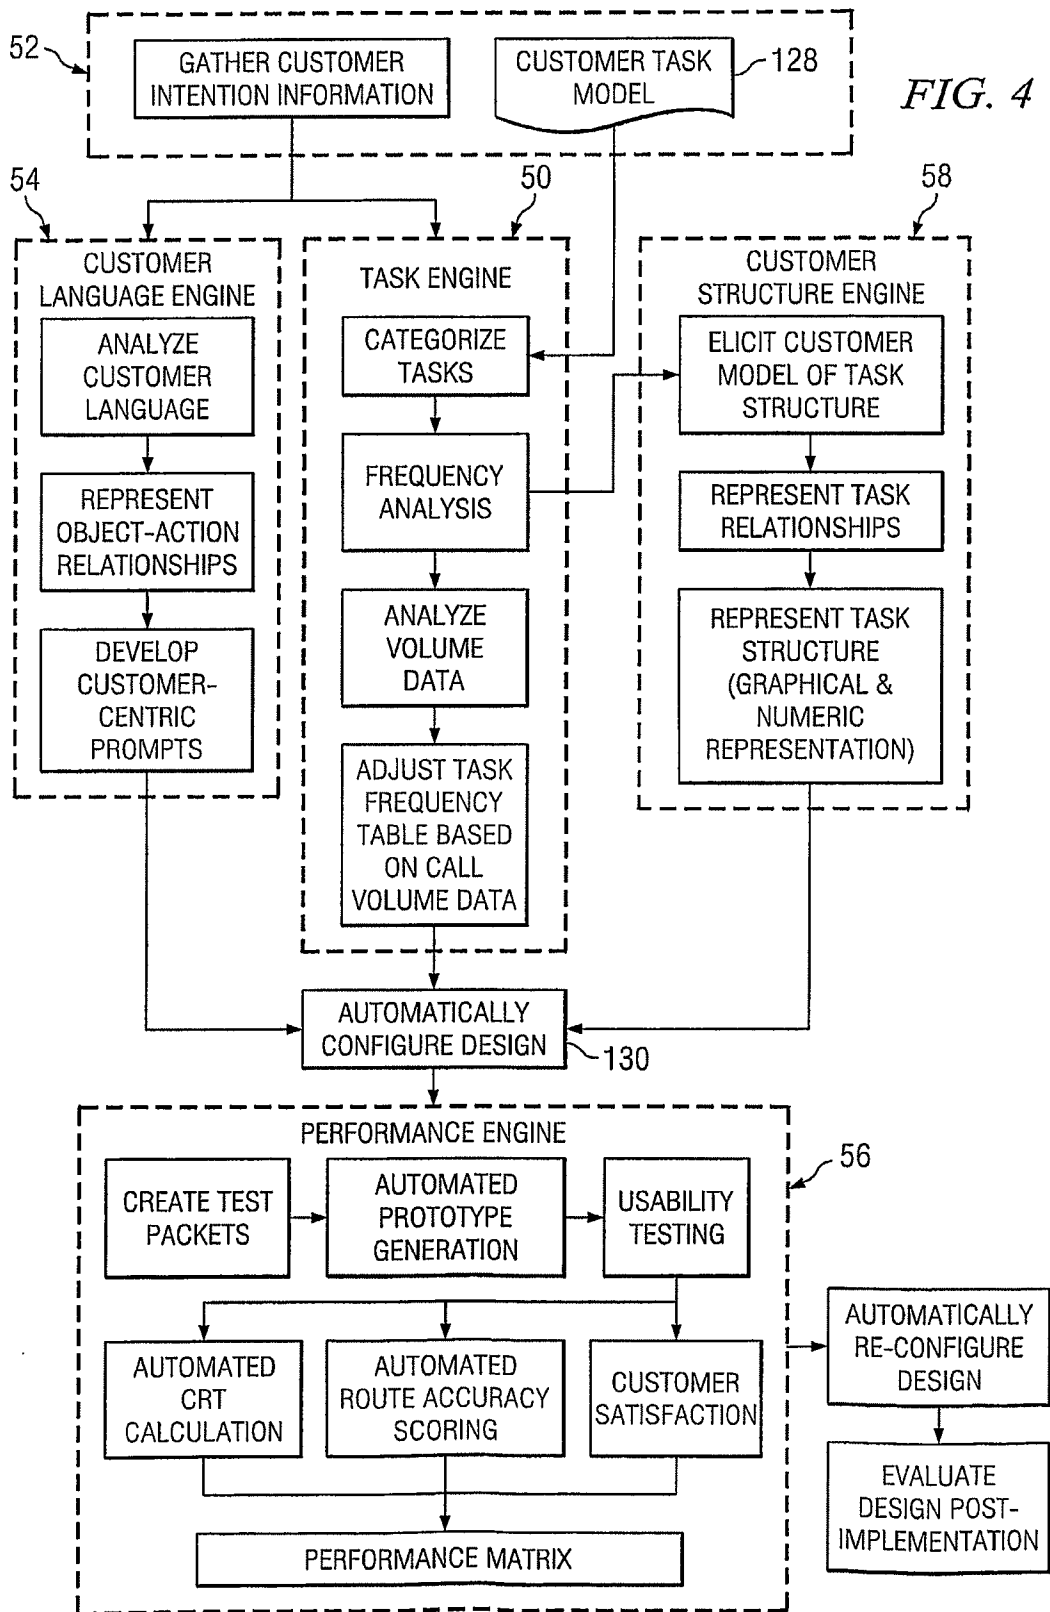 52
GATHER CUSTOMER
INTENTION INFORMATION
CUSTOMER TASK
MODEL
128
FIG. 4
54
50
58
CUSTOMER
LANGUAGE ENGINE
ANALYZE
CUSTOMER
LANGUAGE
REPRESENT
OBJECT-ACTION
RELATIONSHIPS
DEVELOP
CUSTOMER-
CENTRIC
PROMPTS
TASK ENGINE
CATEGORIZE
TASKS
FREQUENCY
ANALYSIS
ANALYZE
VOLUME
DATA
ADJUST TASK
FREQUENCY
TABLE BASED
ON CALL
VOLUME DATA
CUSTOMER
STRUCTURE ENGINE
ELICIT CUSTOMER
MODEL OF TASK
STRUCTURE
REPRESENT TASK
RELATIONSHIPS
REPRESENT TASK
STRUCTURE
(GRAPHICAL &
NUMERIC
REPRESENTATION)
AUTOMATICALLY
CONFIGURE DESIGN
130
PERFORMANCE ENGINE
56
CREATE TEST
PACKETS
AUTOMATED
PROTOTYPE
GENERATION
USABILITY
TESTING
AUTOMATED
CRT
CALCULATION
AUTOMATED
ROUTE ACCURACY
SCORING
CUSTOMER
SATISFACTION
PERFORMANCE MATRIX
AUTOMATICALLY
RE-CONFIGURE
DESIGN
EVALUATE
DESIGN POST-
IMPLEMENTATION